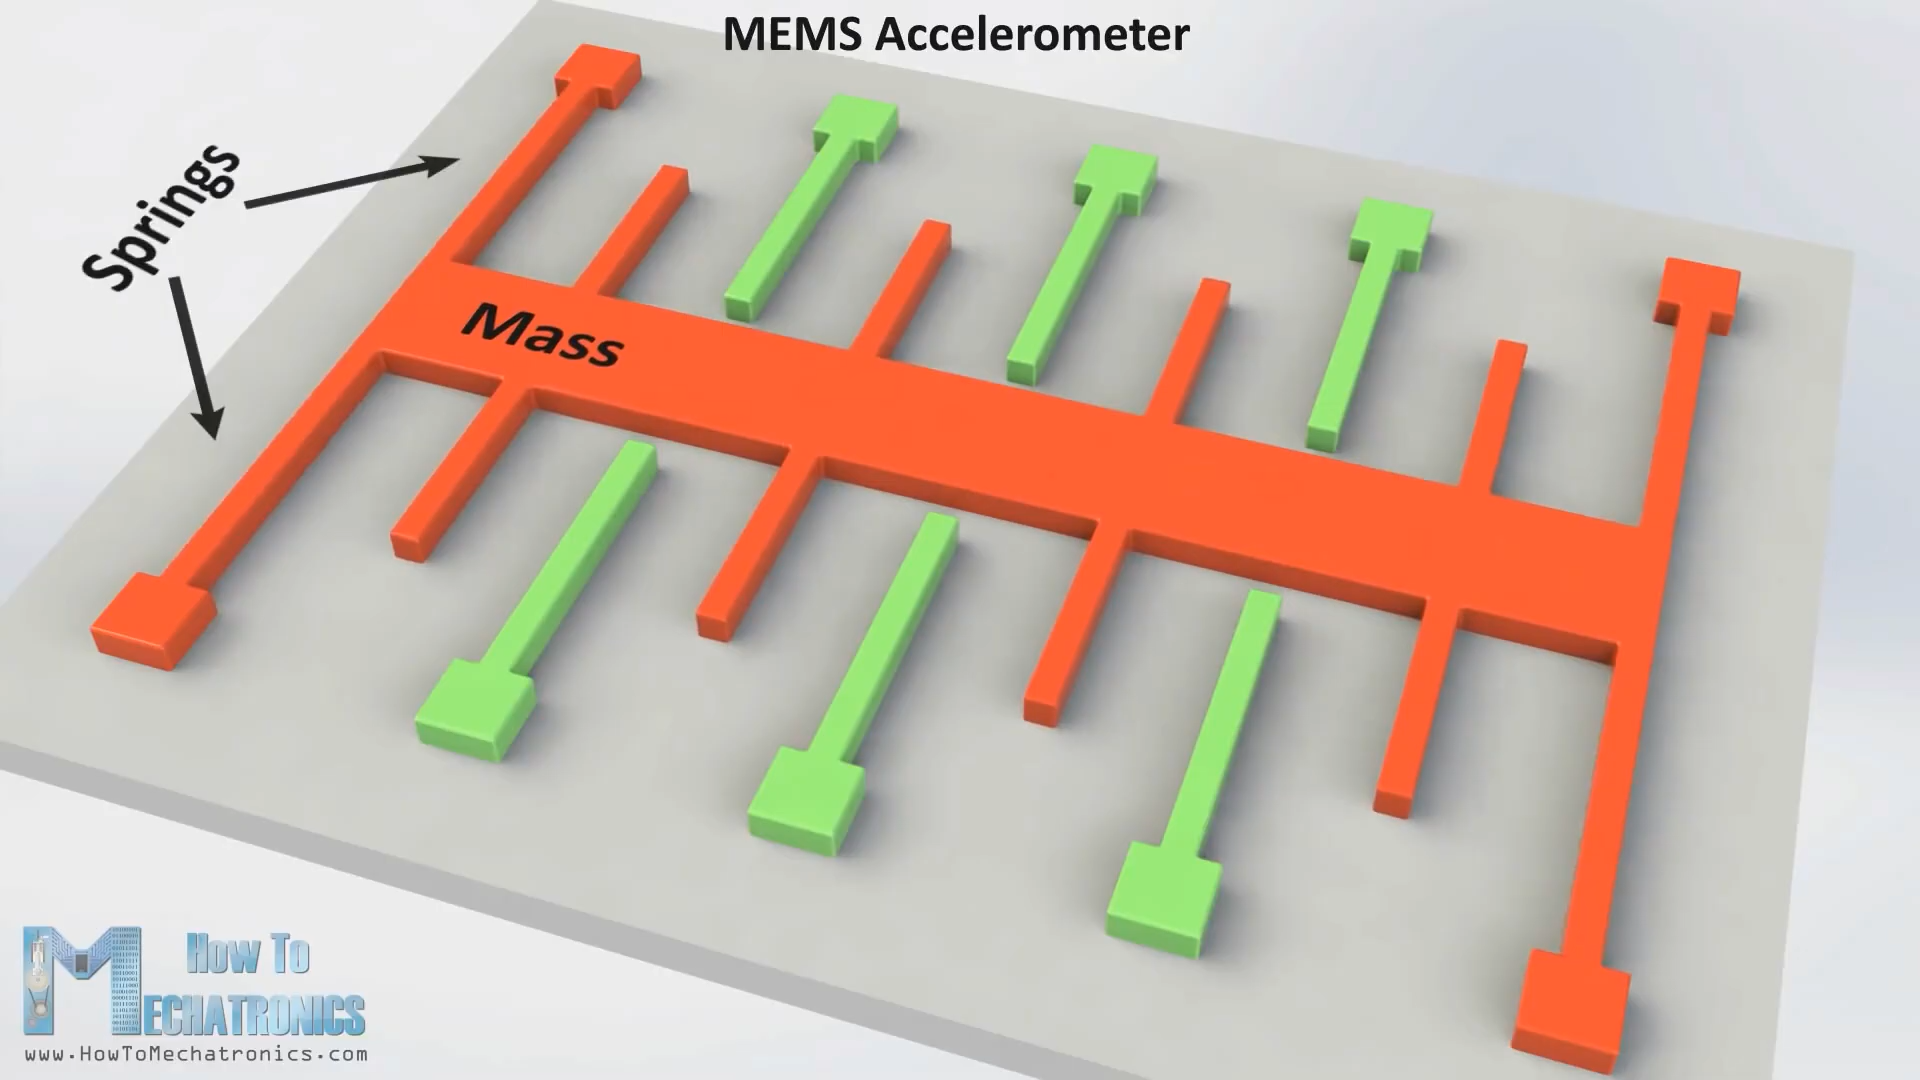 MEMS Accelerometer
Springs
Mass
How To
MECHATRONICS
www.HowToMechatronics.com